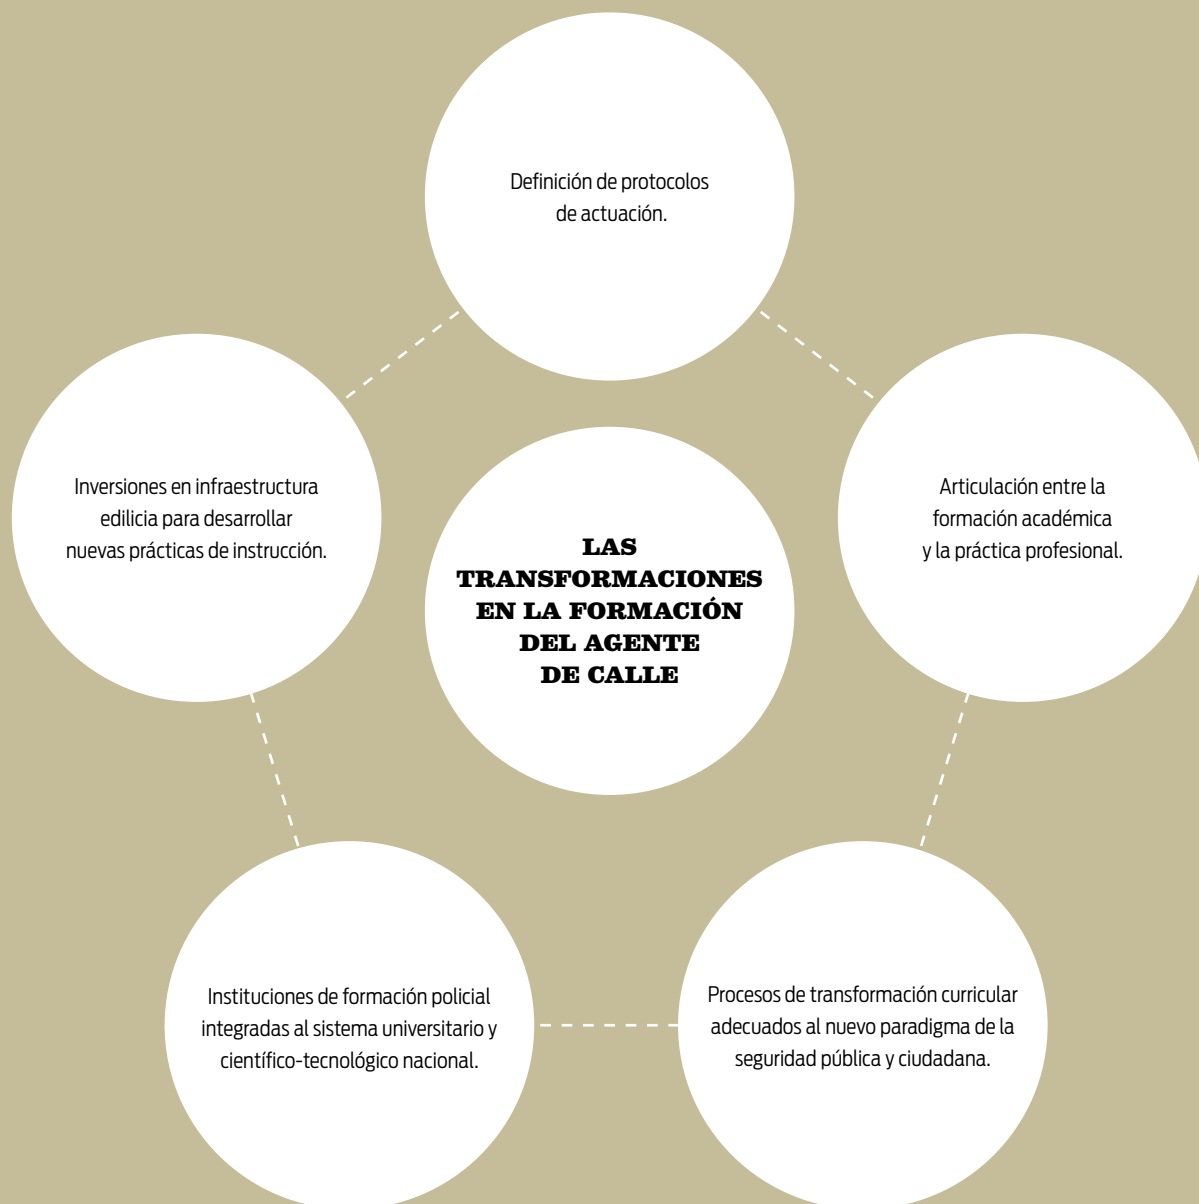 Definición de protocolos
de actuación.
Inversiones en infraestructura
edilicia para desarrollar
nuevas prácticas de instrucción.
Articulación entre la
formación académica
y la práctica profesional.
LAS
TRANSFORMACIONES
EN LA FORMACIÓN
DEL AGENTE
DE CALLE
Instituciones de formación policial
integradas al sistema universitario y
científico-tecnológico nacional.
Procesos de transformación curricular
adecuados al nuevo paradigma de la
seguridad pública y ciudadana.